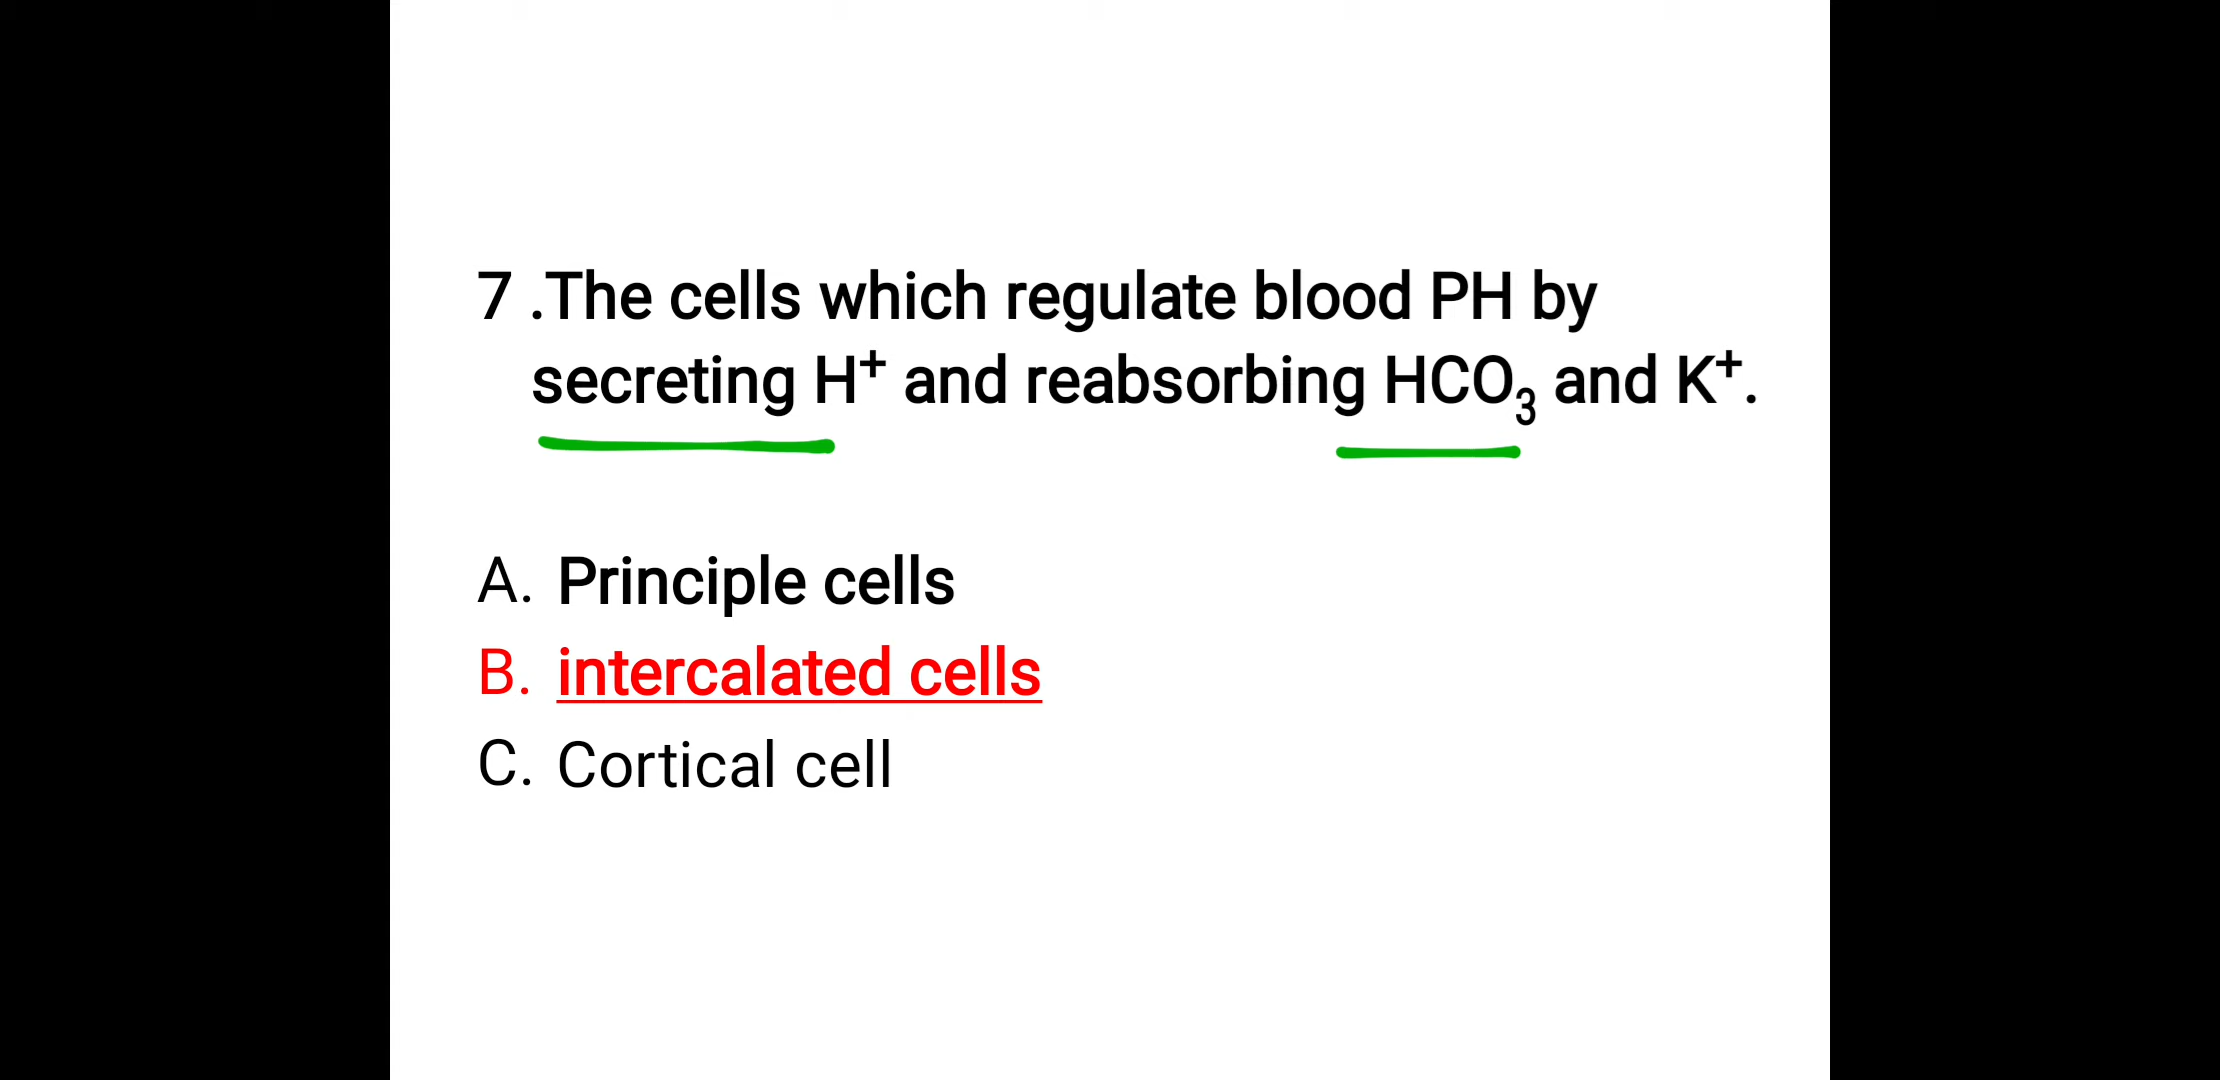 7 .The cells which regulate blood PH by
secreting H⁺ and reabsorbing HCO₃ and K⁺.
A. Principle cells
B. intercalated cells
C. Cortical cell